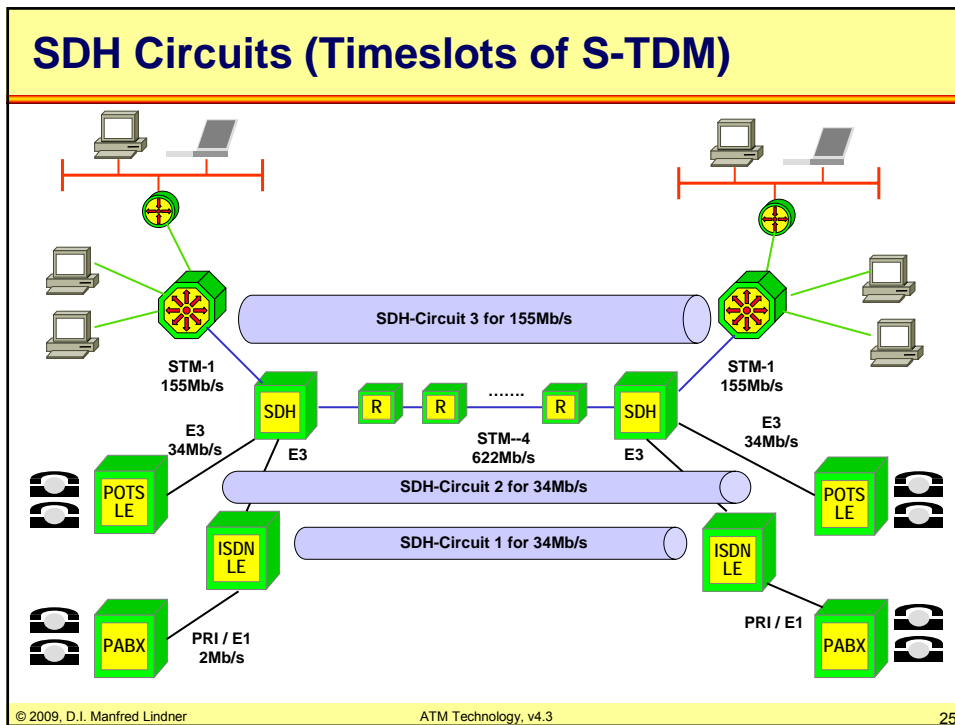 SDH Circuits (Timeslots of S-TDM)
SDH-Circuit 3 for 155Mb/s
STM-1
155Mb/s
STM-1
155Mb/s
SDH
R
R
.......
R
SDH
E3
34Mb/s
E3
STM--4
622Mb/s
E3
E3
34Mb/s
POTS
LE
SDH-Circuit 2 for 34Mb/s
POTS
LE
ISDN
LE
SDH-Circuit 1 for 34Mb/s
ISDN
LE
PABX
PRI / E1
2Mb/s
PRI / E1
PABX
© 2009, D.I. Manfred Lindner
ATM Technology, v4.3
25